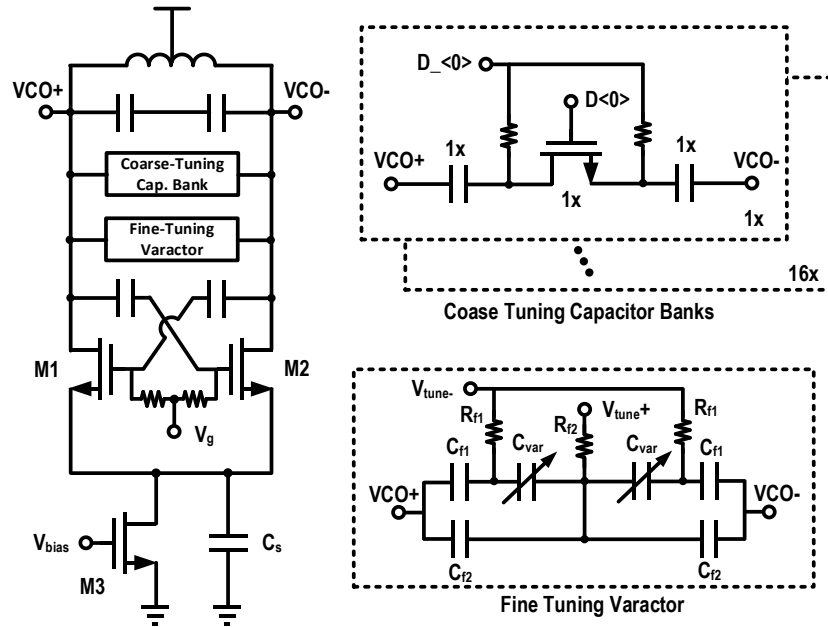 VCO+
VCO-
Coarse-Tuning
Cap. Bank
Fine-Tuning
Varactor
M1
M2
Vg
Vbias
M3
Cs
D_<0>
D<0>
VCO+
1x
1x
1x
VCO-
1x
16x
Coase Tuning Capacitor Banks
Vtune-
Rf1
Vtune+
Rf2
Rf1
Cf1
Cvar
Cvar
Cf1
VCO+
VCO-
Cf2
Cf2
Fine Tuning Varactor